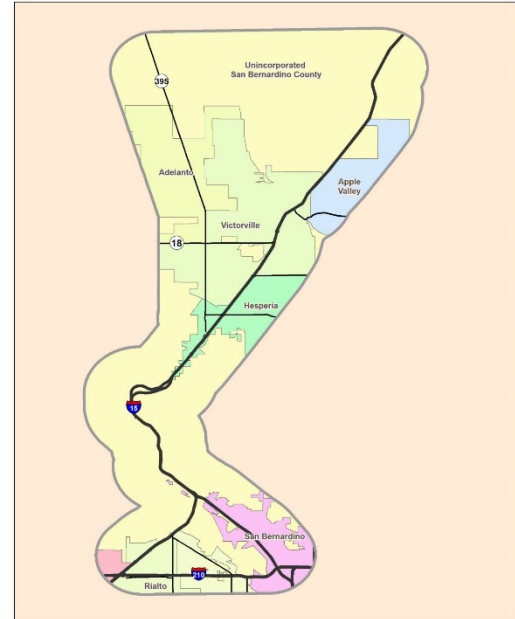 Unincorporated
San Bernardino County
395
Adelanto
Apple
Valley
Victorville
18
Hesperia
15
San Bernardino
210
Rialto